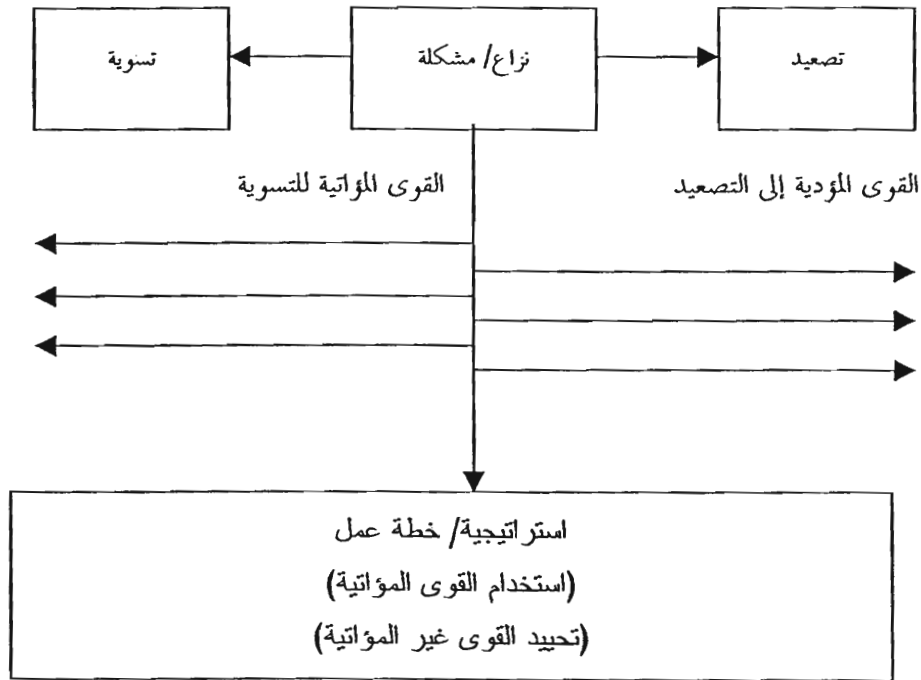 تصعيد
نزاع/ مشكلة
تسوية
القوى المؤدية إلى التصعيد
القوى المؤاتية للتسوية
استراتيجية/ خطة عمل
(استخدام القوى المؤاتية)
(تحييد القوى غير المؤاتية)